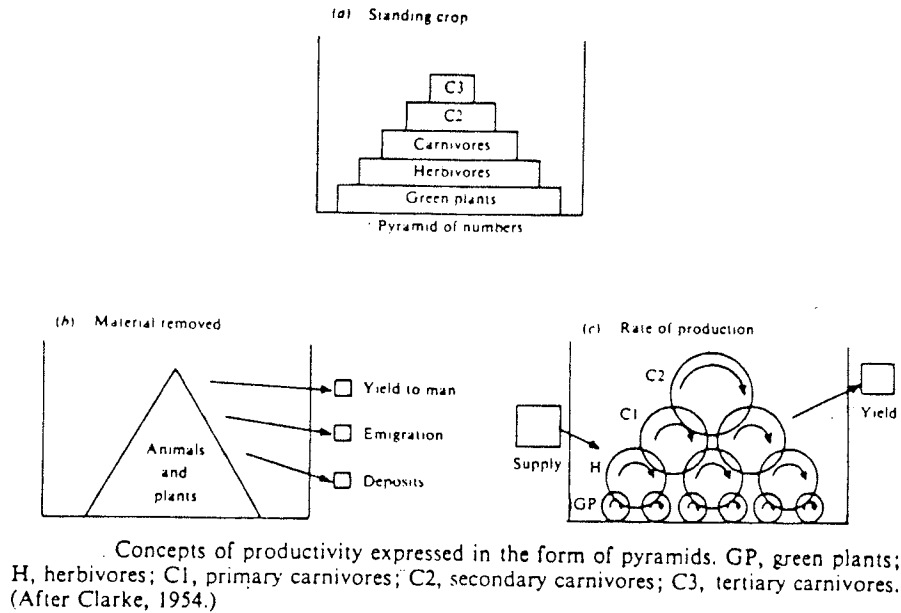 (a) Standing crop
C3
C2
Carnivores
Herbivores
Green plants
Pyramid of numbers
(b) Material removed
Yield to man
Emigration
Deposits
Animals
and
plants
(c) Rate of production
C2
C1
H
GP
Supply
Yield
Concepts of productivity expressed in the form of pyramids. GP, green plants;
H, herbivores; C1, primary carnivores; C2, secondary carnivores; C3, tertiary carnivores.
(After Clarke, 1954.)